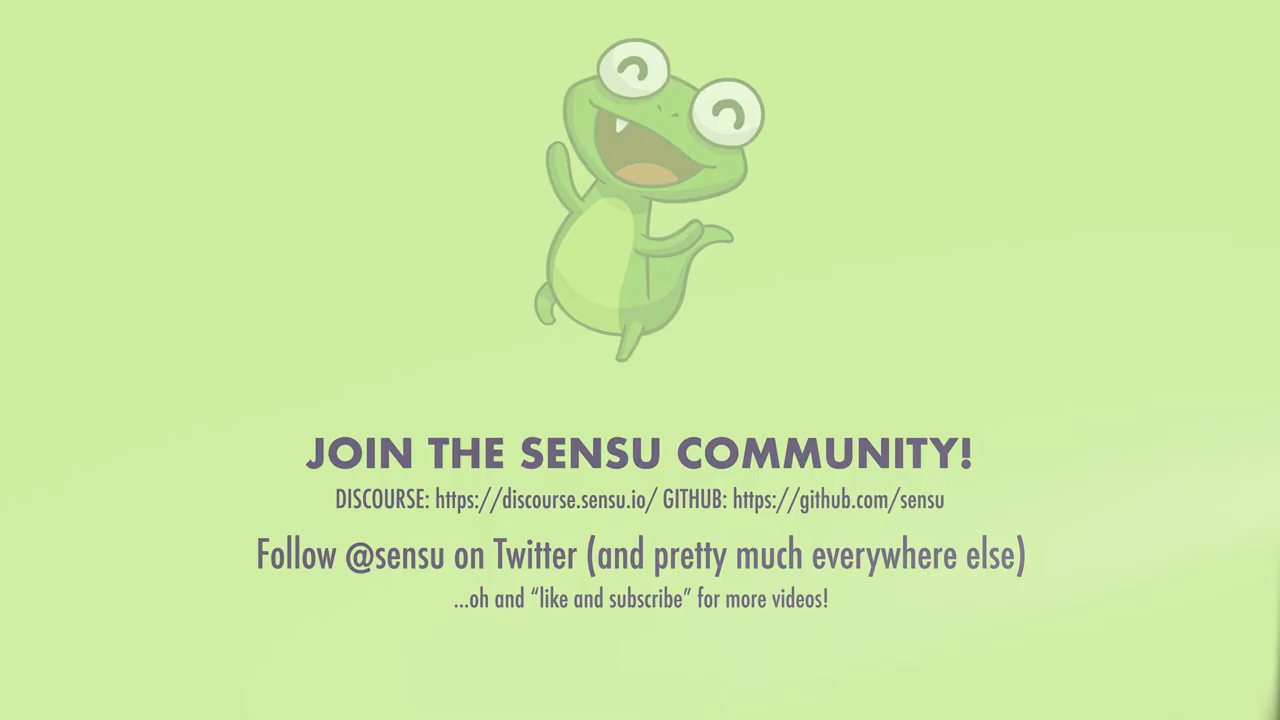 JOIN THE SENSU COMMUNITY!
DISCOURSE: https://discourse.sensu.io/ GITHUB: https://github.com/sensu
Follow @sensu on Twitter (and pretty much everywhere else)
...oh and “like and subscribe” for more videos!